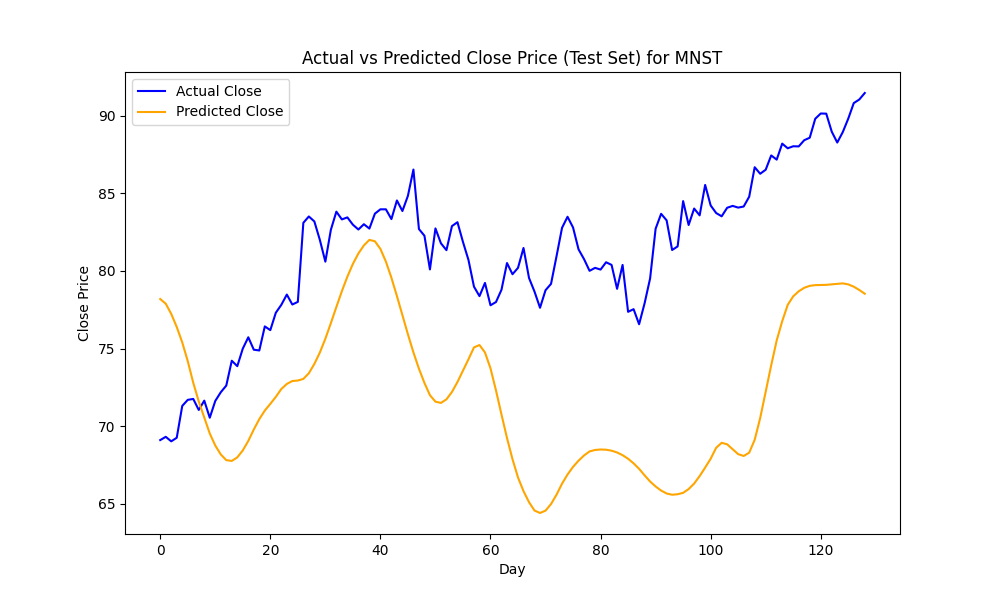 Actual vs Predicted Close Price (Test Set) for MNST
Actual Close
Predicted Close
Close Price
90
85
80
75
70
65
0 20 40 60 80 100 120
Day